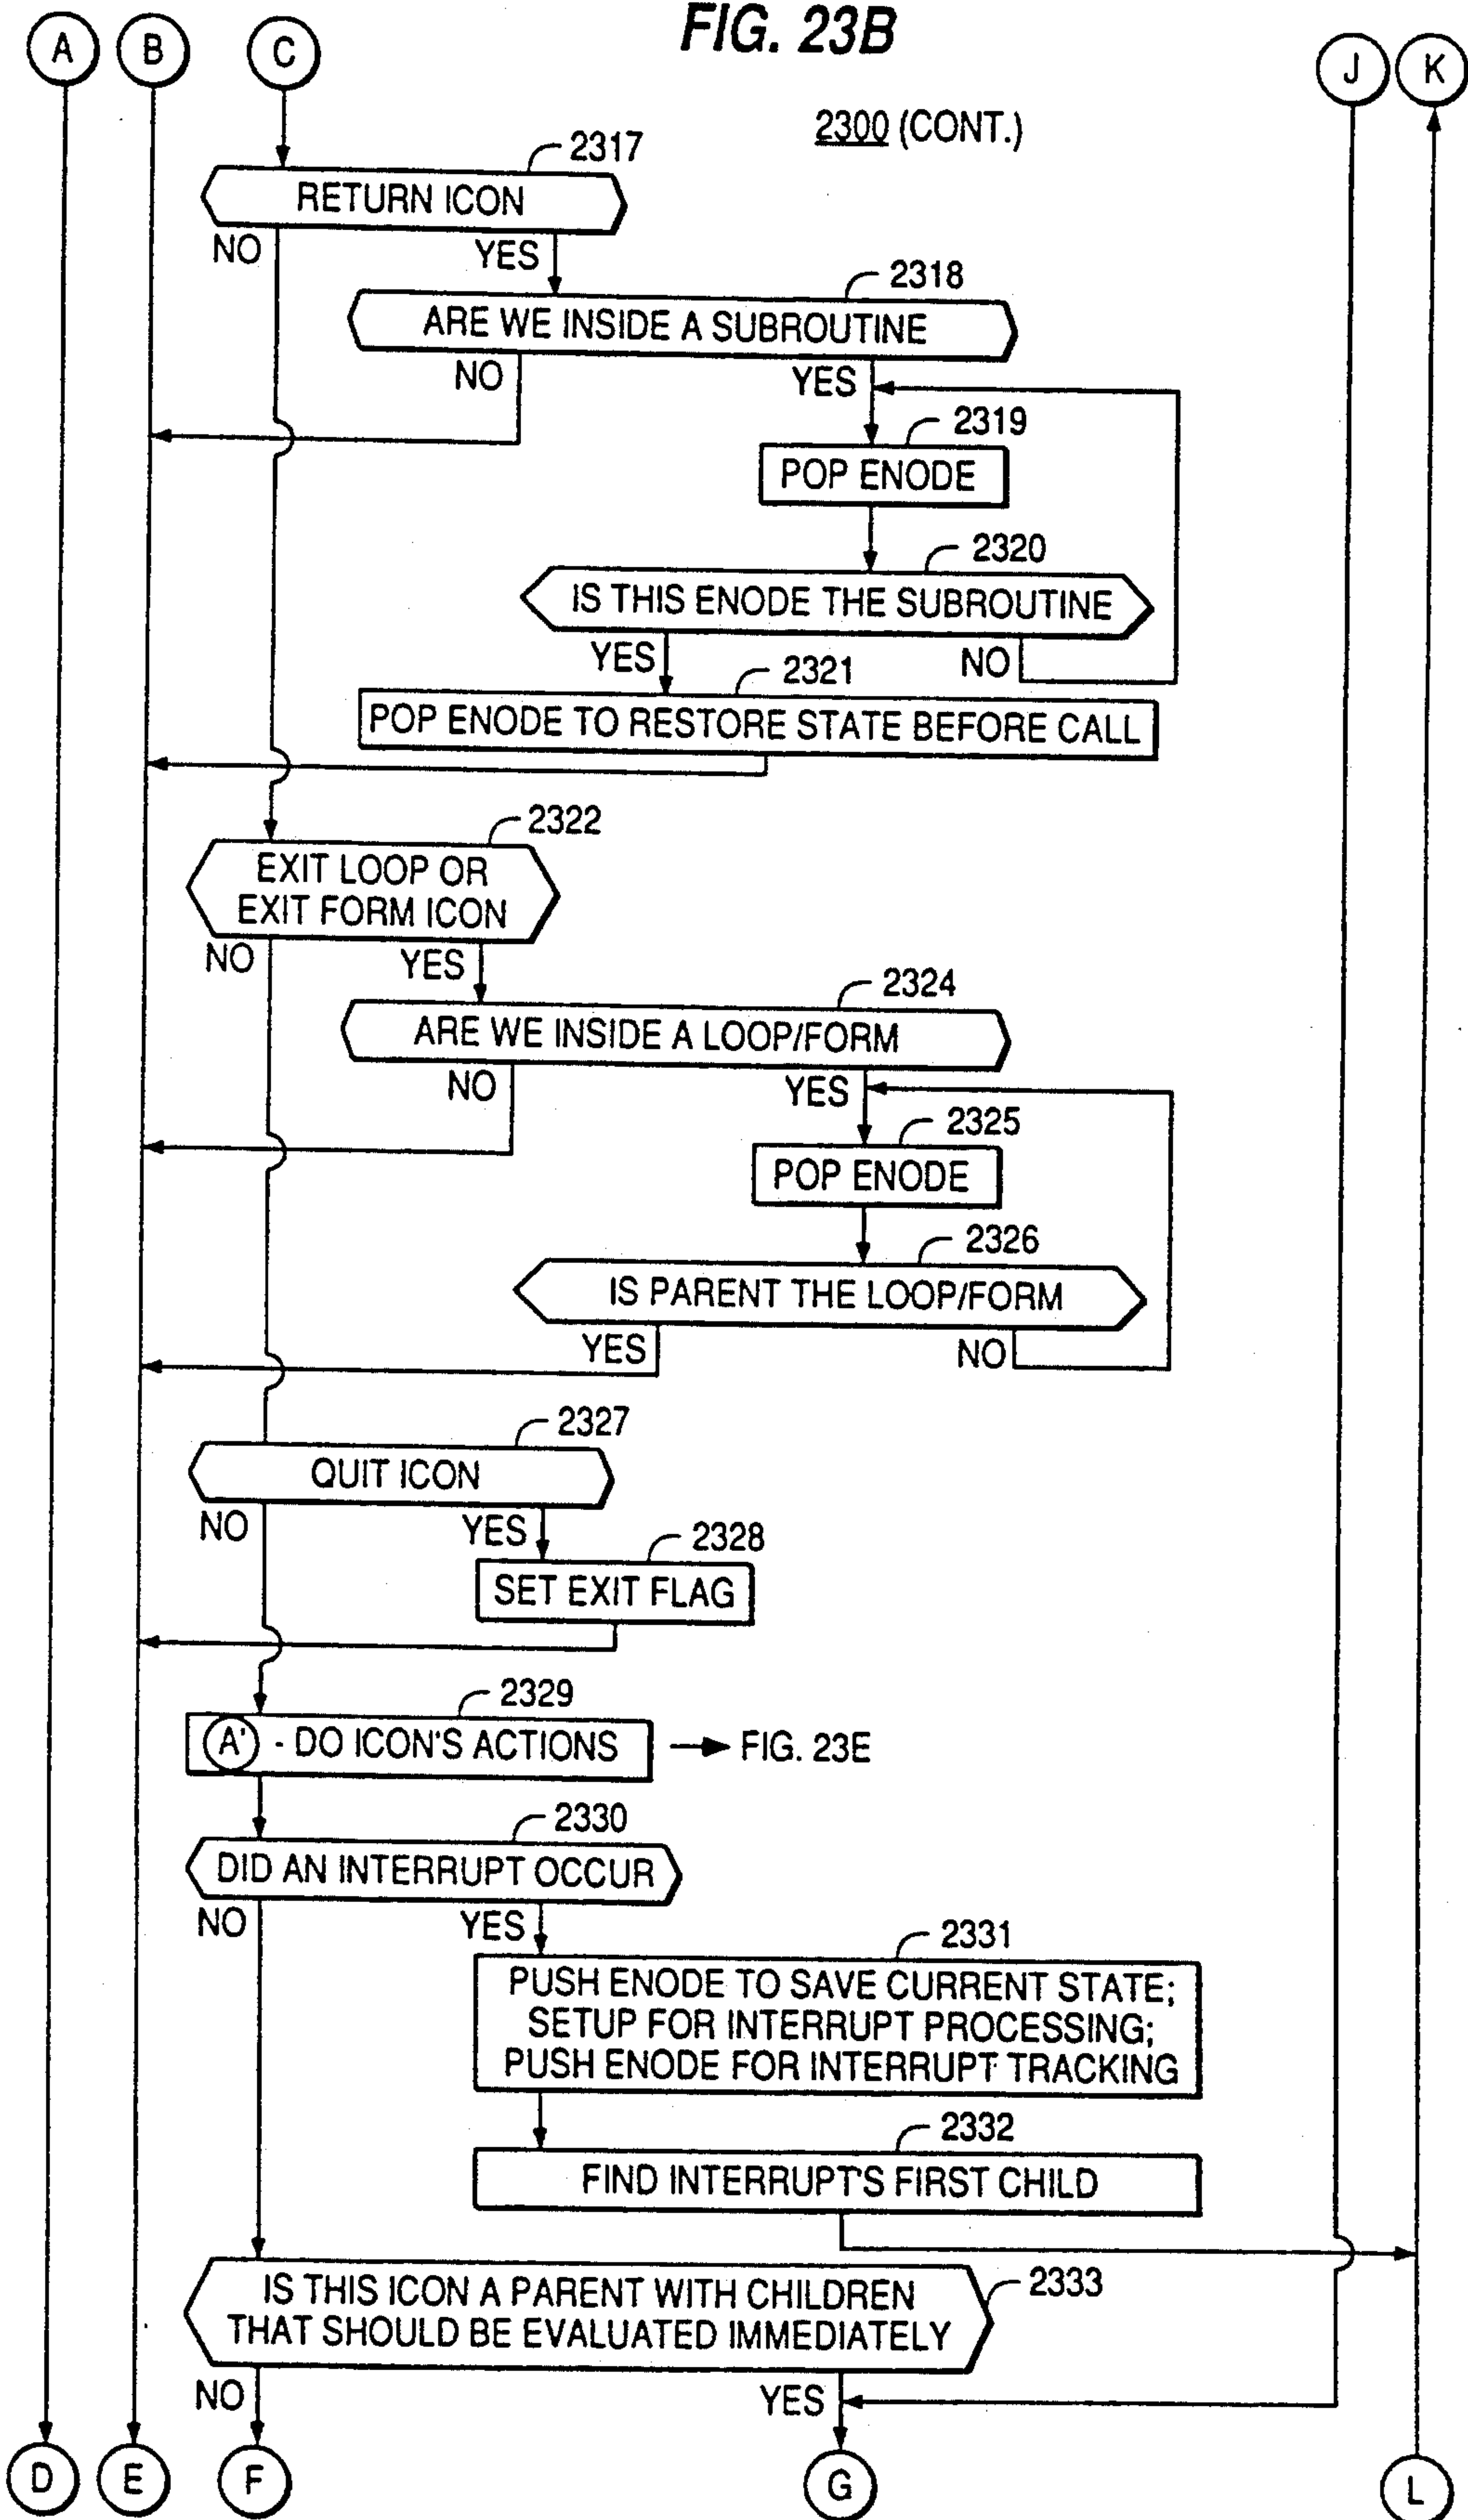 FIG. 23B
A
B
C
J
K
2300 (CONT.)
2317
RETURN ICON
NO
YES
2318
ARE WE INSIDE A SUBROUTINE
NO
YES
2319
POP ENODE
2320
IS THIS ENODE THE SUBROUTINE
YES
NO
2321
POP ENODE TO RESTORE STATE BEFORE CALL
2322
EXIT LOOP OR
EXIT FORM ICON
NO
YES
2324
ARE WE INSIDE A LOOP/FORM
NO
YES
2325
POP ENODE
2326
IS PARENT THE LOOP/FORM
YES
NO
2327
QUIT ICON
NO
YES
2328
SET EXIT FLAG
2329
A' - DO ICON'S ACTIONS
FIG. 23E
2330
DID AN INTERRUPT OCCUR
NO
YES
2331
PUSH ENODE TO SAVE CURRENT STATE;
SETUP FOR INTERRUPT PROCESSING;
PUSH ENODE FOR INTERRUPT TRACKING
2332
FIND INTERRUPT'S FIRST CHILD
2333
IS THIS ICON A PARENT WITH CHILDREN
THAT SHOULD BE EVALUATED IMMEDIATELY
NO
YES
D
E
F
G
L